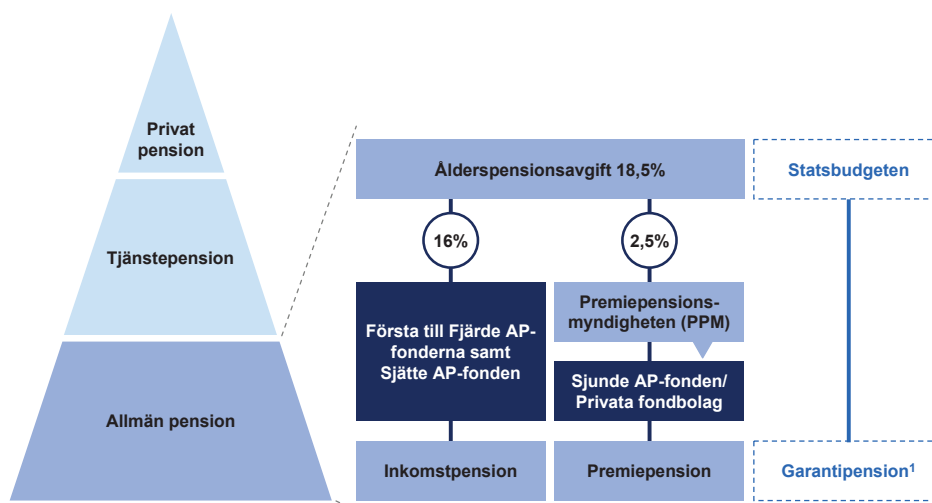 Privat
pension
Tjänstepension
Allmän pension
Ålderspensionsavgift 18,5%
Statsbudgeten
16%
2,5%
Första till Fjärde AP-
fonderna samt
Sjätte AP-fonden
Premiepensions-
myndigheten (PPM)
Sjunde AP-fonden/
Privata fondbolag
Inkomstpension
Premiepension
Garantipension¹